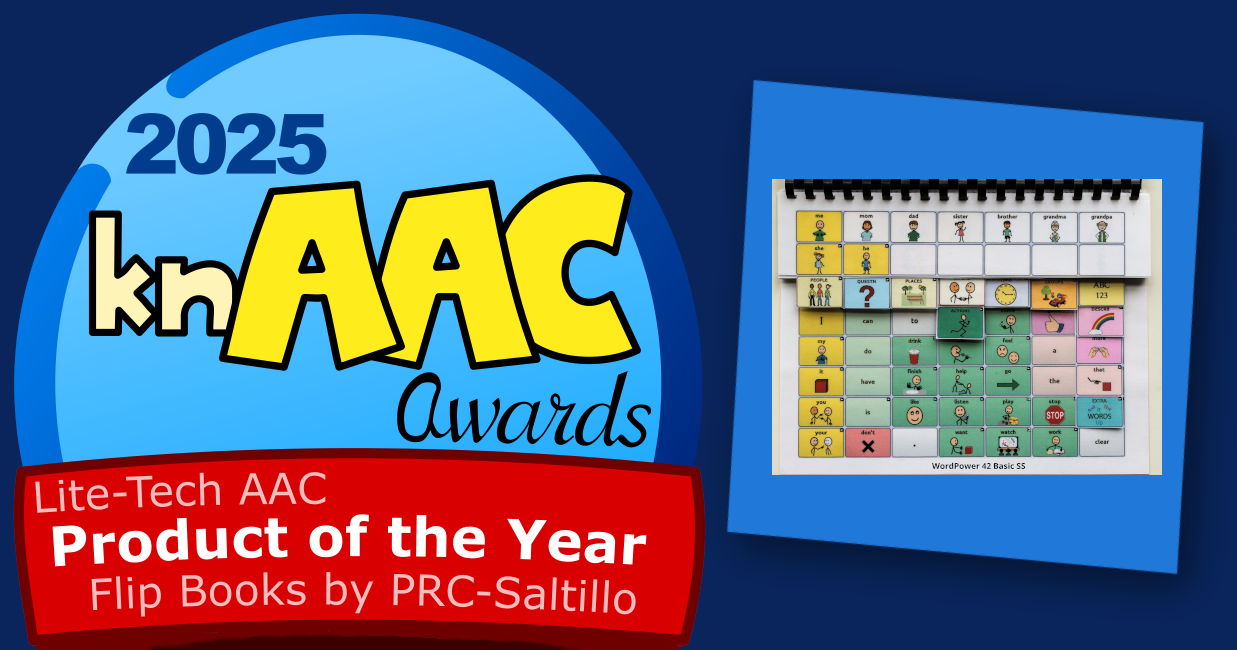 2025
knAAC
Awards
Lite-Tech AAC
Product of the Year
Flip Books by PRC-Saltillo
me mom dad sister brother grandma grandpa
she he
PEOPLE QUESTN PLACES ABC
123
I can to ACTIONS
my do drink feel a
it have finish help go the that
you is like listen play stop EXTRA
STOP WORDS
your don't . want watch work clear
WordPower 42 Basic SS